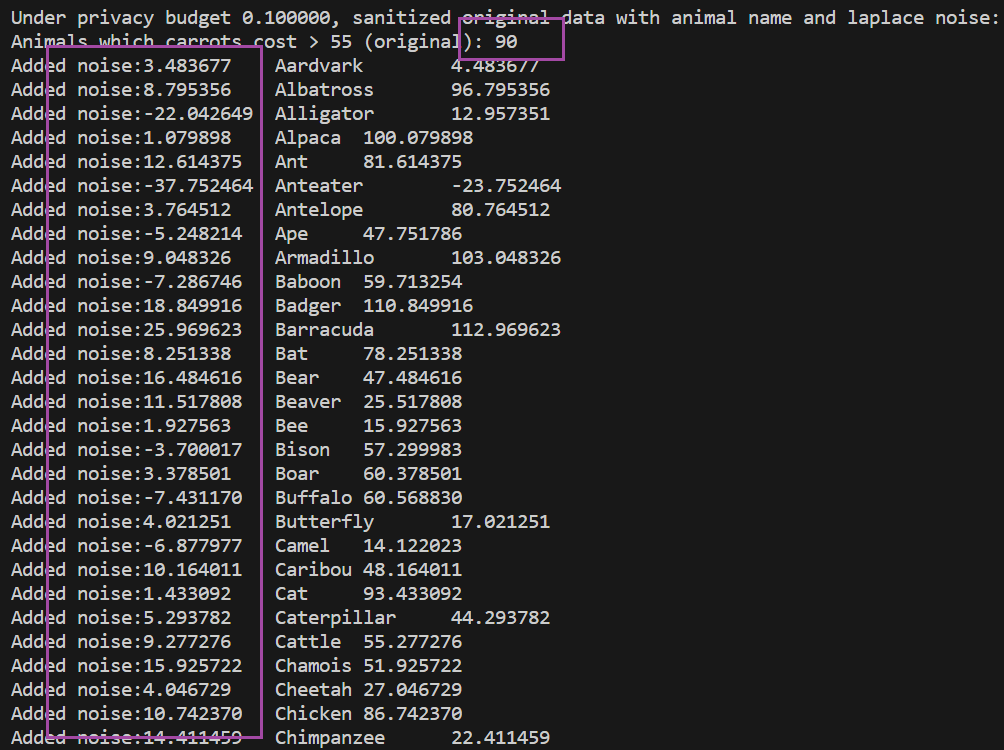 Under privacy budget 0.100000, sanitized original data with animal name and laplace noise:
Animals which carrots cost > 55 (original): 90
Added noise:3.483677 Aardvark 4.483677
Added noise:8.795356 Albatross 96.795356
Added noise:-22.042649 Alligator 12.957351
Added noise:1.079898 Alpaca 100.079898
Added noise:12.614375 Ant 81.614375
Added noise:-37.752464 Anteater -23.752464
Added noise:3.764512 Antelope 80.764512
Added noise:-5.248214 Ape 47.751786
Added noise:9.048326 Armadillo 103.048326
Added noise:-7.286746 Baboon 59.713254
Added noise:18.849916 Badger 110.849916
Added noise:25.969623 Barracuda 112.969623
Added noise:8.251338 Bat 78.251338
Added noise:16.484616 Bear 47.484616
Added noise:11.517808 Beaver 25.517808
Added noise:1.927563 Bee 15.927563
Added noise:-3.700017 Bison 57.299983
Added noise:3.378501 Boar 60.378501
Added noise:-7.431170 Buffalo 60.568830
Added noise:4.021251 Butterfly 17.021251
Added noise:-6.877977 Camel 14.122023
Added noise:10.164011 Caribou 48.164011
Added noise:1.433092 Cat 93.433092
Added noise:5.293782 Caterpillar 44.293782
Added noise:9.277276 Cattle 55.277276
Added noise:15.925722 Chamois 51.925722
Added noise:4.046729 Cheetah 27.046729
Added noise:10.742370 Chicken 86.742370
Added noise:14.411459 Chimpanzee 22.411459